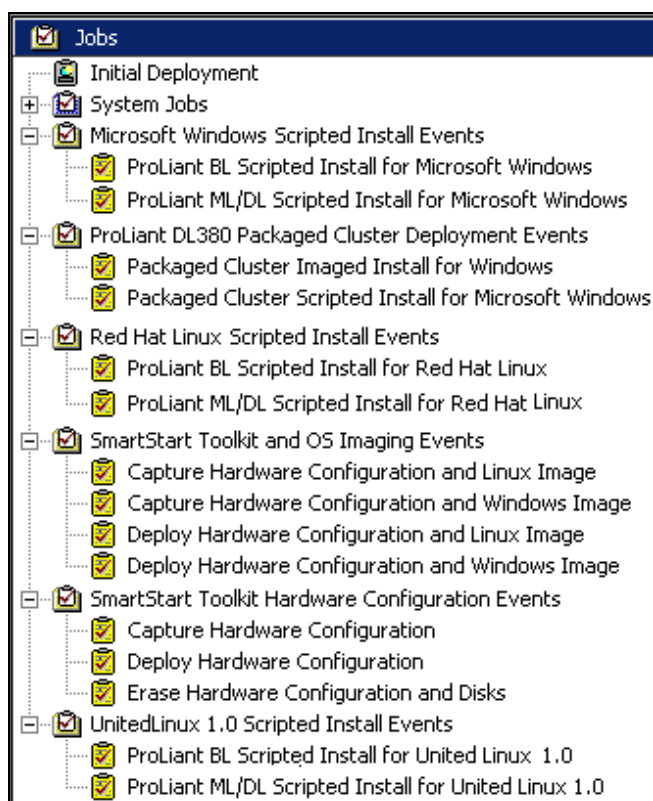 Jobs
Initial Deployment
System Jobs
Microsoft Windows Scripted Install Events
ProLiant BL Scripted Install for Microsoft Windows
ProLiant ML/DL Scripted Install for Microsoft Windows
ProLiant DL380 Packaged Cluster Deployment Events
Packaged Cluster Imaged Install for Windows
Packaged Cluster Scripted Install for Microsoft Windows
Red Hat Linux Scripted Install Events
ProLiant BL Scripted Install for Red Hat Linux
ProLiant ML/DL Scripted Install for Red Hat Linux
SmartStart Toolkit and OS Imaging Events
Capture Hardware Configuration and Linux Image
Capture Hardware Configuration and Windows Image
Deploy Hardware Configuration and Linux Image
Deploy Hardware Configuration and Windows Image
SmartStart Toolkit Hardware Configuration Events
Capture Hardware Configuration
Deploy Hardware Configuration
Erase Hardware Configuration and Disks
UnitedLinux 1.0 Scripted Install Events
ProLiant BL Scripted Install for United Linux 1.0
ProLiant ML/DL Scripted Install for United Linux 1.0